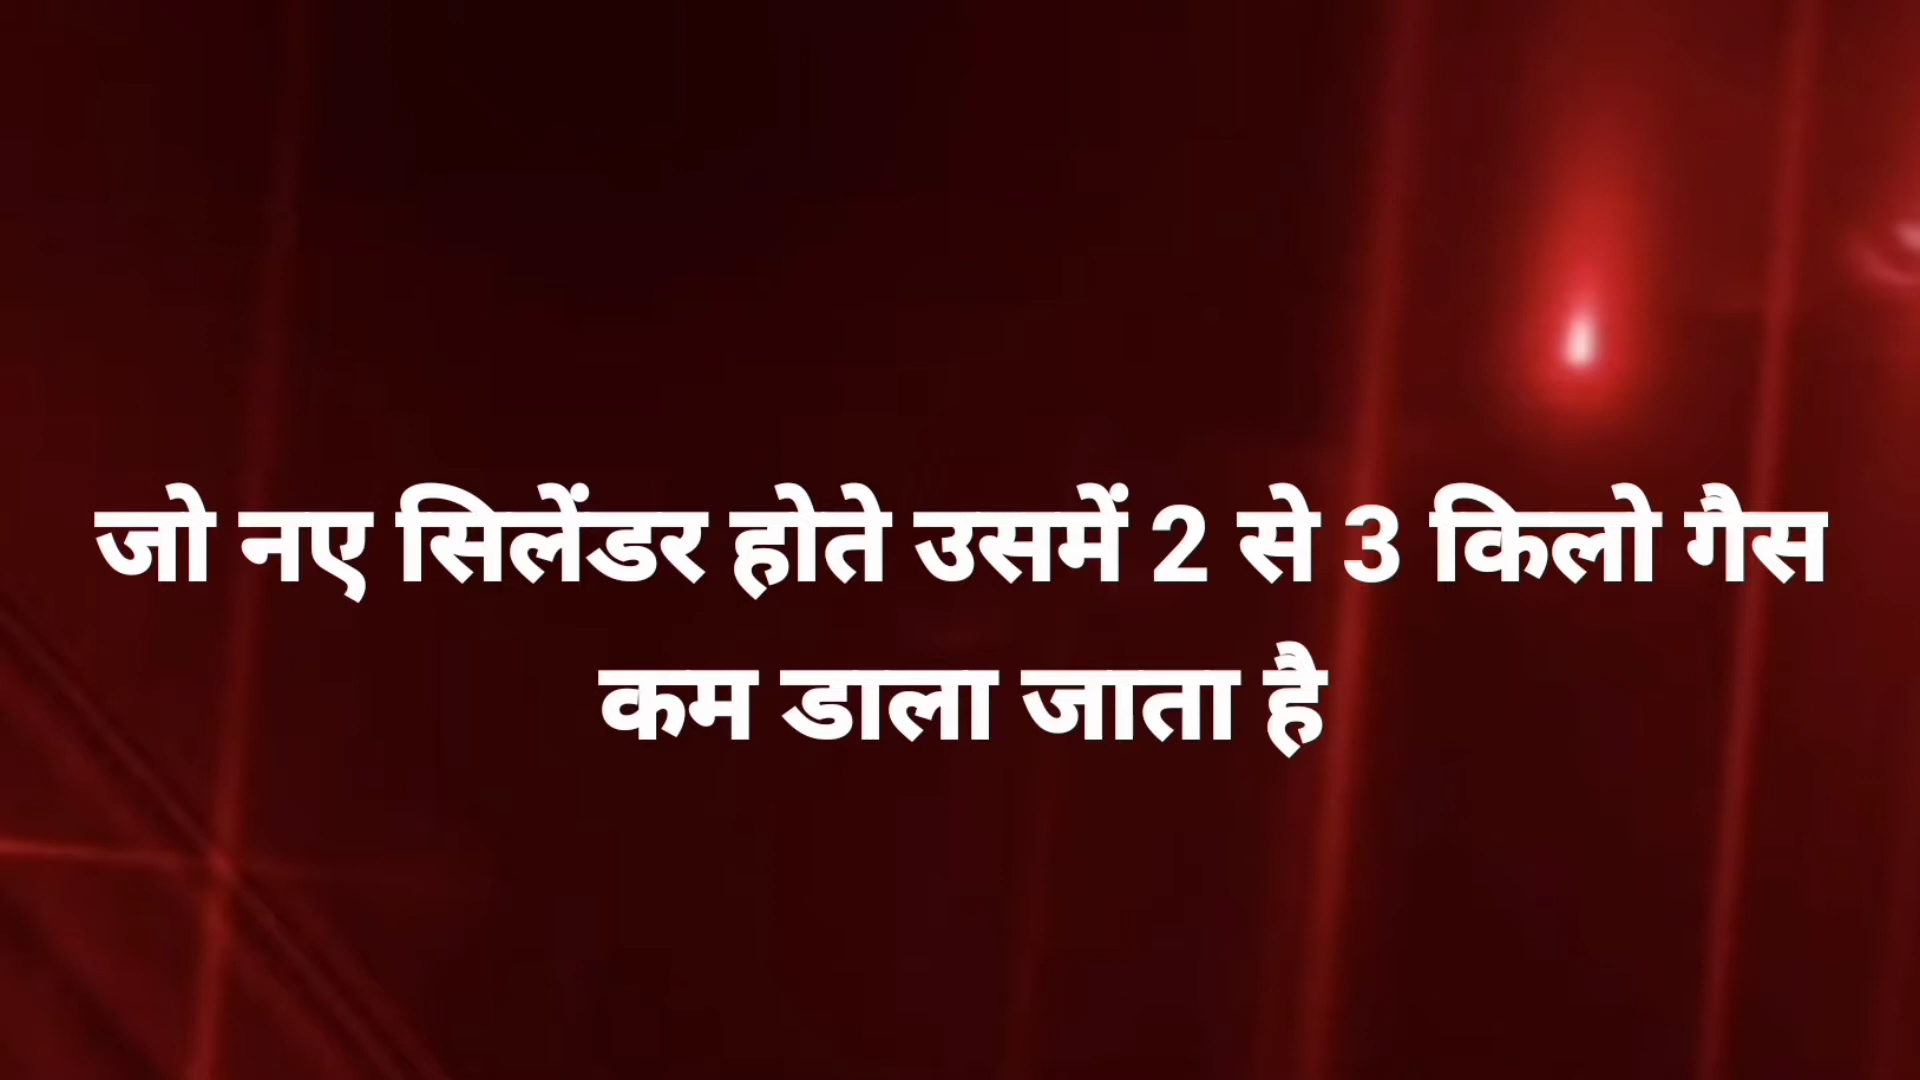 जो नए सिलेंडर होते उसमें 2 से 3 किलो गैस
कम डाला जाता है